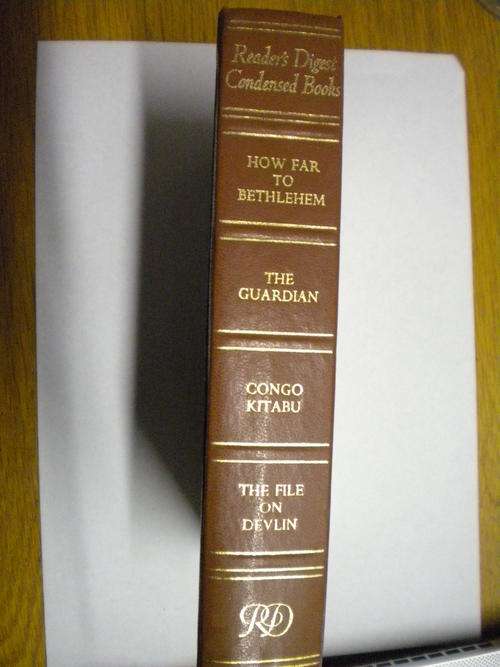 Reader's Digest
Condensed Books
HOW FAR
TO
BETHLEHEM
THE
GUARDIAN
CONGO
KITABU
THE FILE
ON
DEVLIN
RD